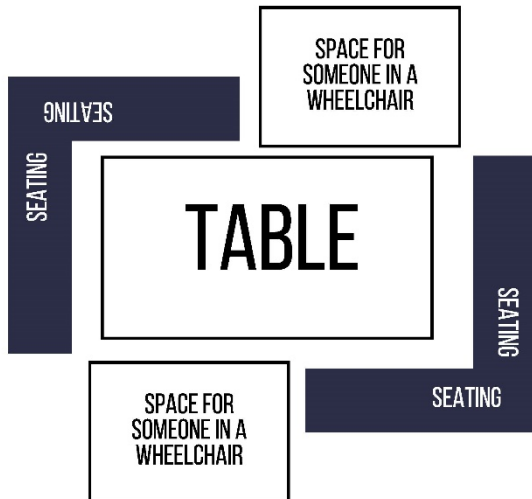 SPACE FOR
SOMEONE IN A
WHEELCHAIR
SEATING
SEATING
TABLE
SEATING
SEATING
SPACE FOR
SOMEONE IN A
WHEELCHAIR